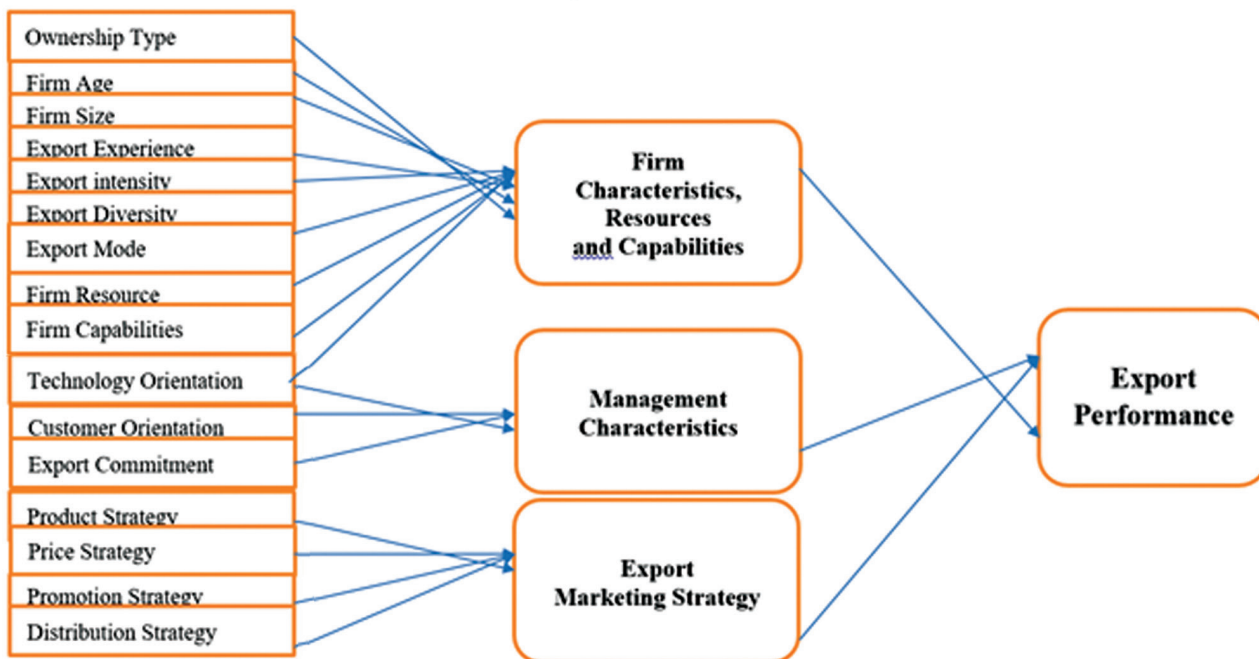 Ownership Type
Firm Age
Firm Size
Export Experience
Export intensity
Export Diversity
Export Mode
Firm Resource
Firm Capabilities
Technology Orientation
Customer Orientation
Export Commitment
Product Strategy
Price Strategy
Promotion Strategy
Distribution Strategy
Firm
Characteristics,
Resources
and Capabilities
Management
Characteristics
Export
Marketing Strategy
Export
Performance